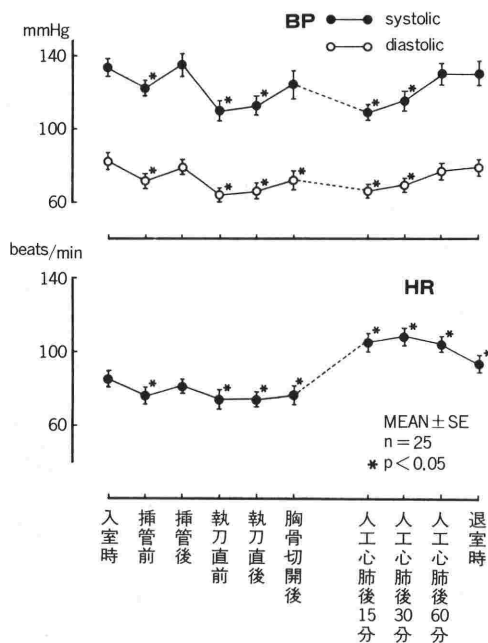 mmHg
BP
systolic
diastolic
140
100
60
beats/min
HR
140
100
60
MEAN±SE
n=25
* p<0.05
入室時
挿管前
挿管後
執刀直前
執刀直後
胸骨切開後
人工心肺後15分
人工心肺後30分
人工心肺後60分
退室時